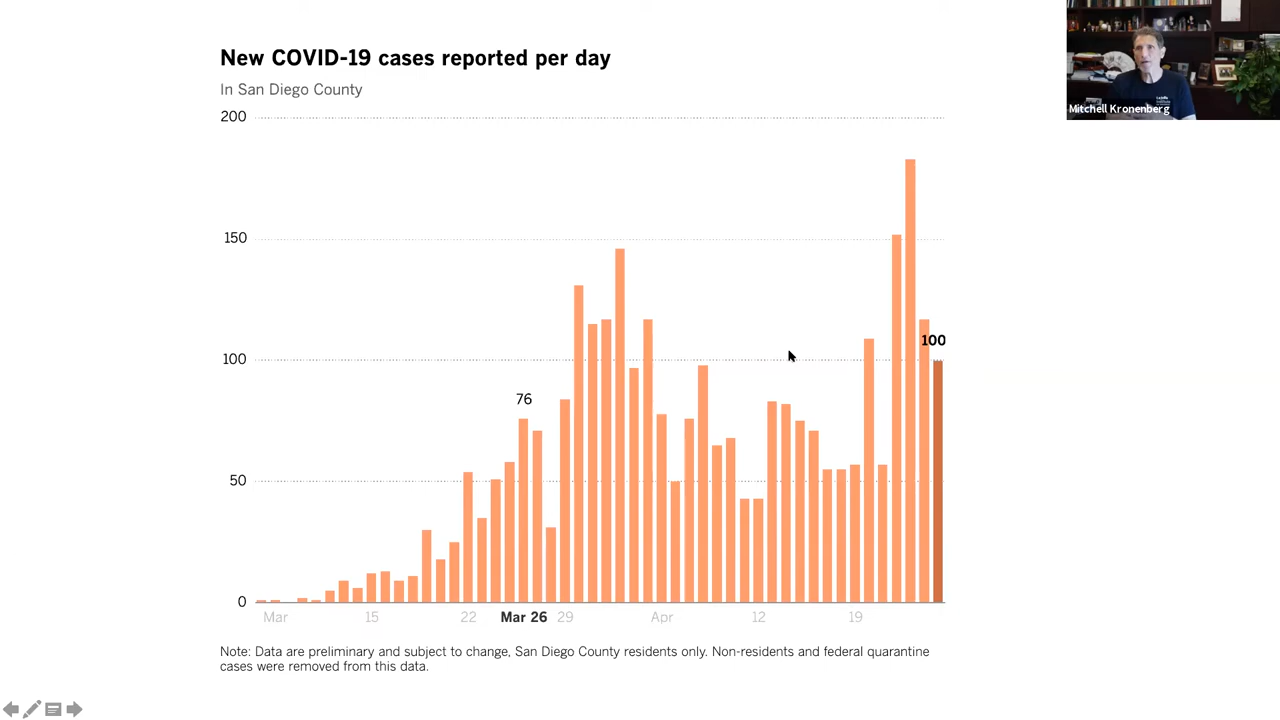 New COVID-19 cases reported per day
In San Diego County
Mitchell Kronenberg
200
150
100
100
76
50
0
Mar 15 22 Mar 26 29 Apr 12 19
Note: Data are preliminary and subject to change, San Diego County residents only. Non-residents and federal quarantine
cases were removed from this data.